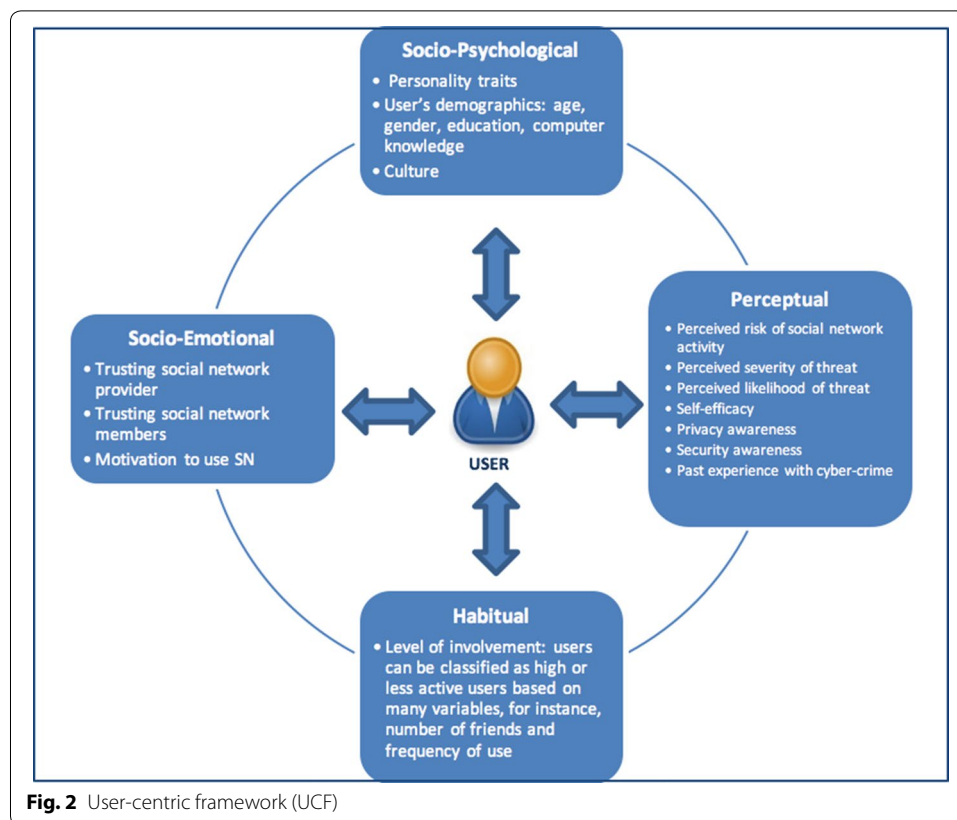 Socio-Psychological
• Personality traits
• User's demographics: age,
gender, education, computer
knowledge
• Culture
Socio-Emotional
• Trusting social network
provider
• Trusting social network
members
• Motivation to use SN
USER
Perceptual
• Perceived risk of social network
activity
• Perceived severity of threat
• Perceived likelihood of threat
• Self-efficacy
• Privacy awareness
• Security awareness
• Past experience with cyber-crime
Habitual
• Level of involvement: users
can be classified as high or
less active users based on
many variables, for instance,
number of friends and
frequency of use
Fig. 2 User-centric framework (UCF)